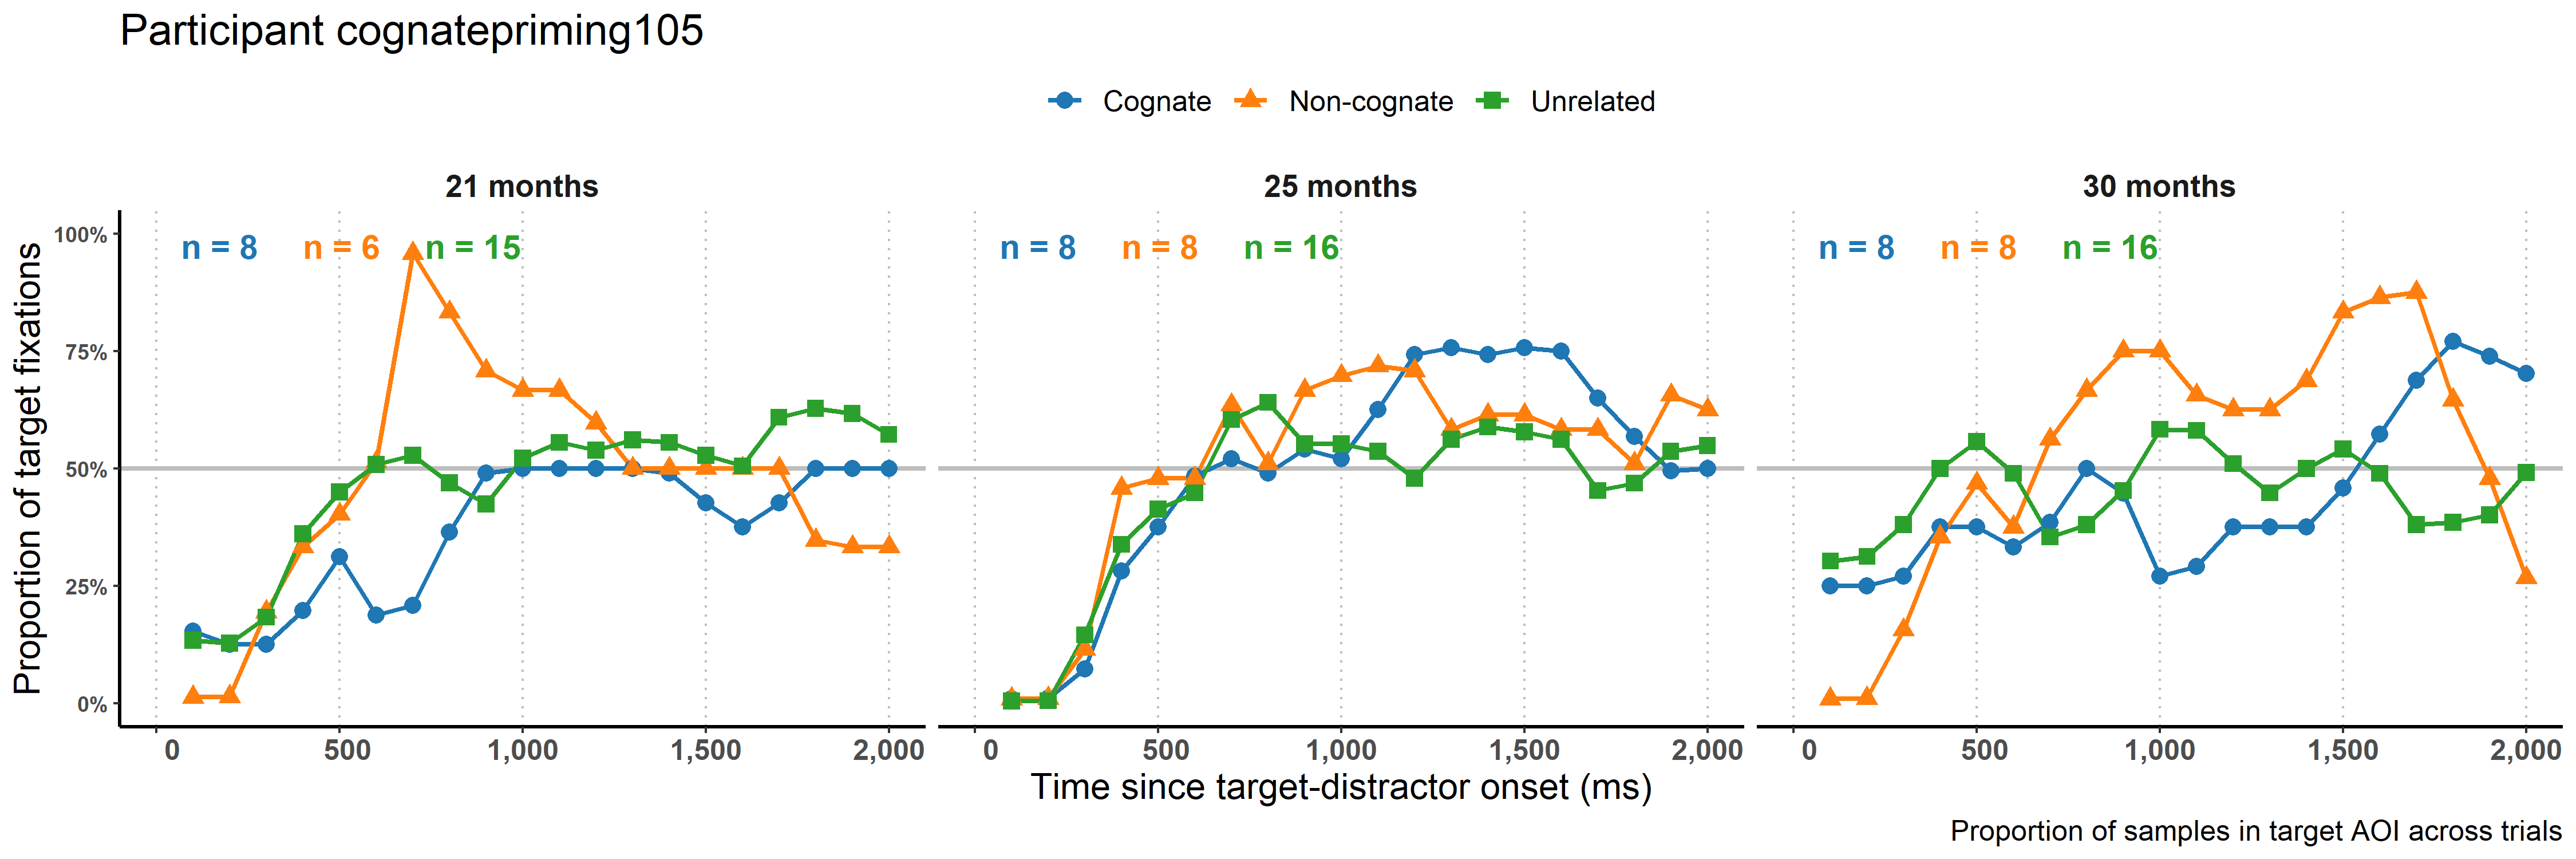 Participant cognatepriming105
Cognate Non-cognate Unrelated
21 months 25 months 30 months
n = 8 n = 6 n = 15 n = 8 n = 8 n = 16 n = 8 n = 8 n = 16
Proportion of target fixations
100%
75%
50%
25%
0%
0 500 1,000 1,500 2,000 0 500 1,000 1,500 2,000 0 500 1,000 1,500 2,000
Time since target-distractor onset (ms)
Proportion of samples in target AOI across trials